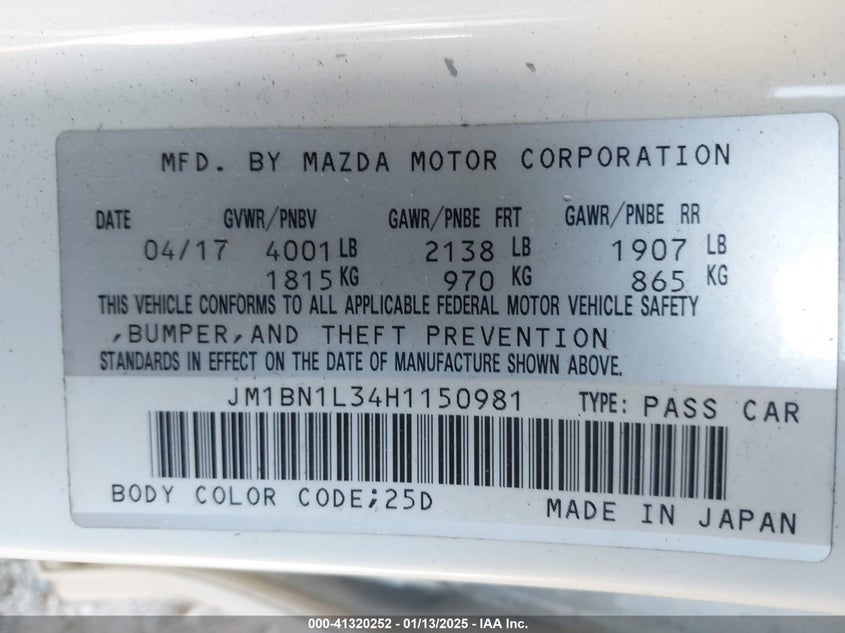 MFD. BY MAZDA MOTOR CORPORATION
DATE GVWR/PNBV GAWR/PNBE FRT GAWR/PNBE RR
04/17 4001 LB 2138 LB 1907 LB
1815 KG 970 KG 865 KG
THIS VEHICLE CONFORMS TO ALL APPLICABLE FEDERAL MOTOR VEHICLE SAFETY
,BUMPER,AND THEFT PREVENTION
STANDARDS IN EFFECT ON THE DATE OF MANUFACTURE SHOWN ABOVE.
JM1BN1L34H1150981 TYPE: PASS CAR
BODY COLOR CODE;25D MADE IN JAPAN
000-41320252 - 01/13/2025 - IAA Inc.